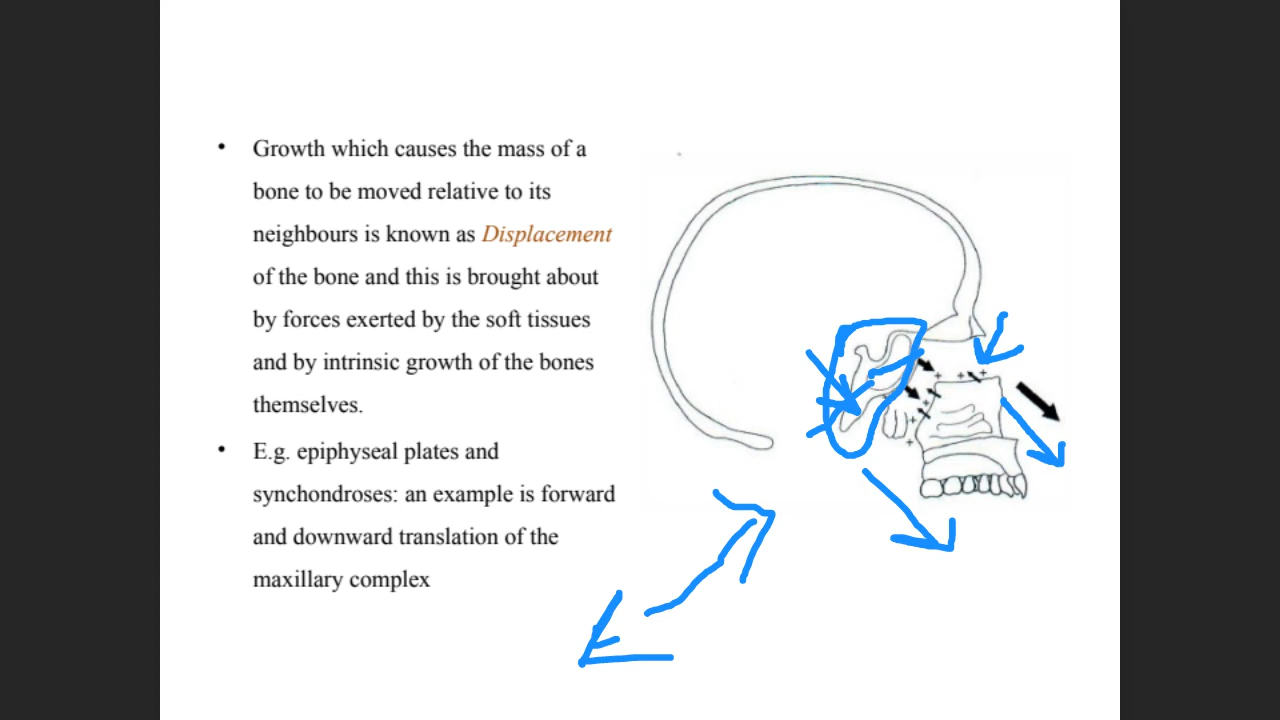 • Growth which causes the mass of a
bone to be moved relative to its
neighbours is known as Displacement
of the bone and this is brought about
by forces exerted by the soft tissues
and by intrinsic growth of the bones
themselves.
• E.g. epiphyseal plates and
synchondroses: an example is forward
and downward translation of the
maxillary complex